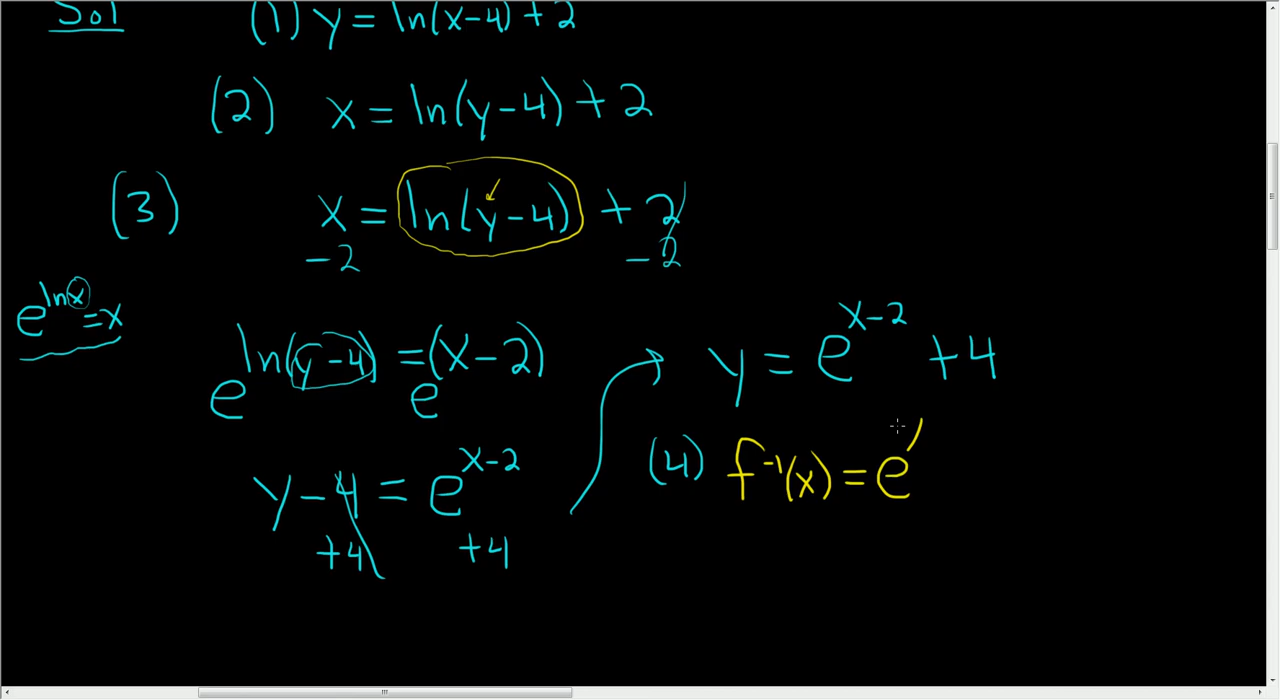 Sol
(1) y = ln(x-4) + 2
(2) x = ln(y-4) + 2
(3) x = ln(y-4) + 2
-2 -2
e^{ln x} = x
e^{ln(y-4)} = e^{(x-2)}
y - 4 = e^{x-2}
+4 +4
y = e^{x-2} + 4
(4) f^{-1}(x) = e